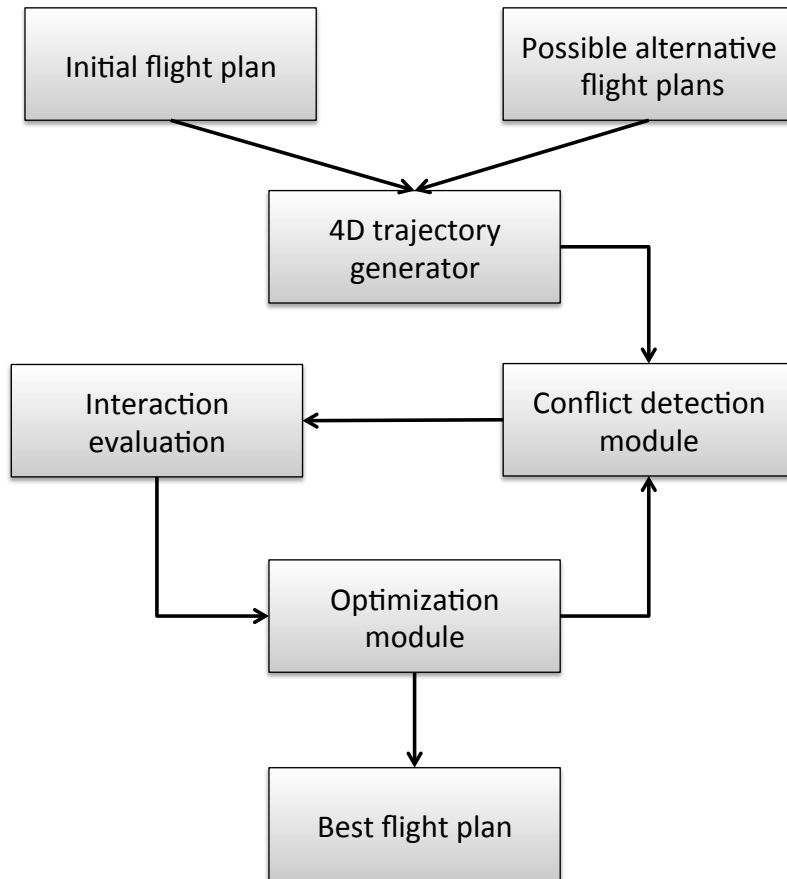 Initial flight plan
Possible alternative
flight plans
4D trajectory
generator
Interaction
evaluation
Conflict detection
module
Optimization
module
Best flight plan